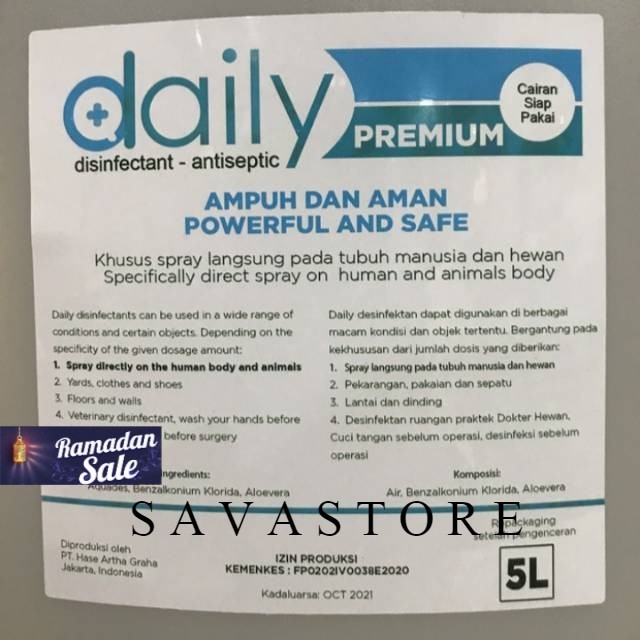 daily
disinfectant - antiseptic
PREMIUM
Cairan
Siap
Pakai
AMPUH DAN AMAN
POWERFUL AND SAFE
Khusus spray langsung pada tubuh manusia dan hewan
Specifically direct spray on human and animals body
Daily disinfectants can be used in a wide range of
conditions and certain objects. Depending on the
specificity of the given dosage amount:
1. Spray directly on the human body and animals
2. Yards, clothes and shoes
3. Floors and walls
4. Veterinary disinfectant, wash your hands before
before surgery
Daily desinfektan dapat digunakan di berbagai
macam kondisi dan objek tertentu. Bergantung pada
kekhususan dari jumlah dosis yang diberikan:
1. Spray langsung pada tubuh manusia dan hewan
2. Pekarangan, pakaian dan sepatu
3. Lantai dan dinding
4. Desinfektan ruangan praktek Dokter Hewan,
Cuci tangan sebelum operasi, desinfeksi sebelum
operasi
Ramadan
Sale
Ingredients:
Aquades, Benzalkonium Klorida, Aloevera
Komposisi:
Air, Benzalkonium Klorida, Aloevera
SAVASTORE
Repackaging
setelah pengenceran
Diproduksi oleh
PT. Hase Artha Graha
Jakarta, Indonesia
IZIN PRODUKSI
KEMENKES : FP0202IV0038E2020
Kadaluarsa: OCT 2021
5L